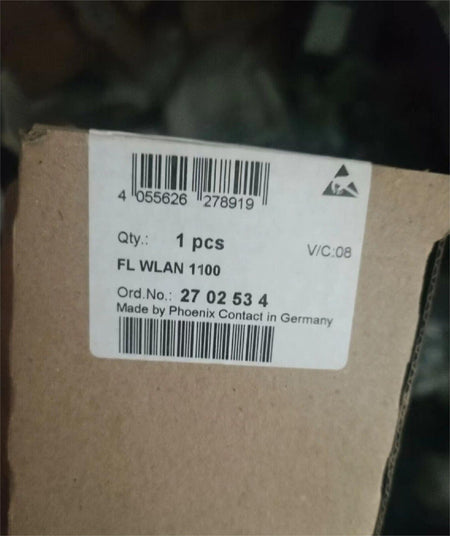 4 055626 278919
Qty.: 1 pcs
V/C:08
FL WLAN 1100
Ord.No.: 27 02 53 4
Made by Phoenix Contact in Germany